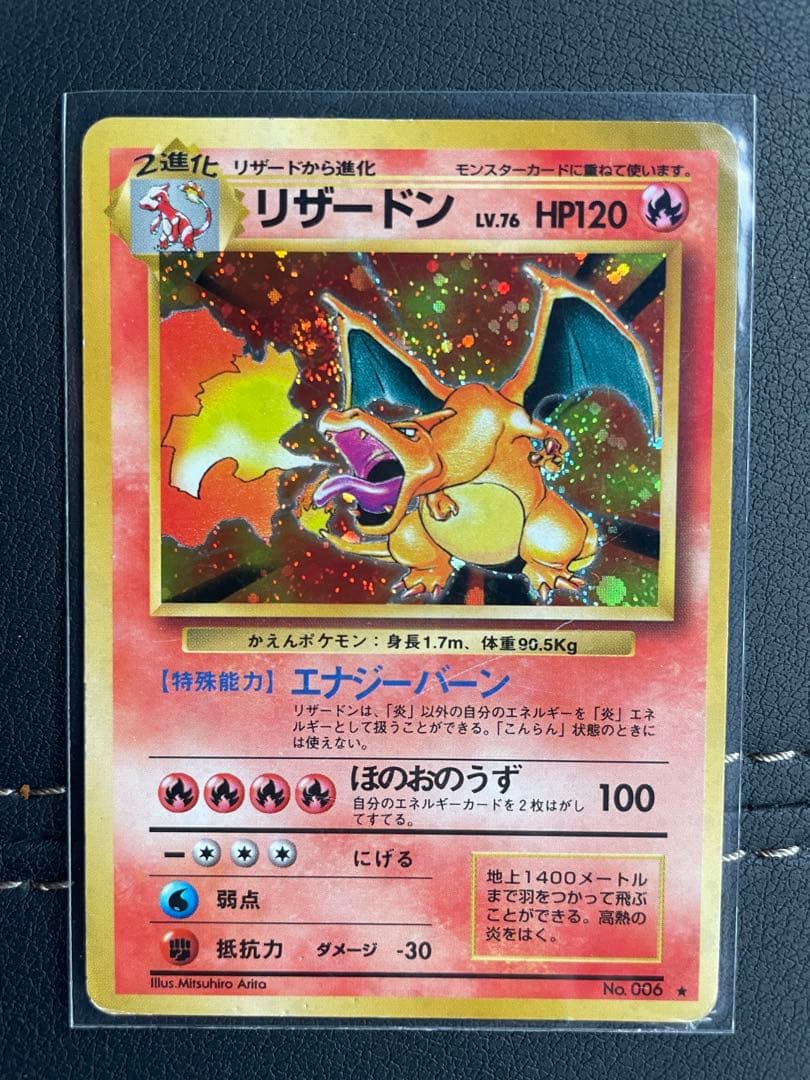 2進化 リザードから進化 モンスターカードに重ねて使います。
リザードン LV.76 HP120
かえんポケモン：身長1.7m、体重90.5Kg
【特殊能力】エナジーバーン
リザードンは、「炎」以外の自分のエネルギーを「炎」エネ
ルギーとして扱うことができる。「こんらん」状態のときに
は使えない。
ほのおのうず 100
自分のエネルギーカードを2枚はがし
てすてる。
にげる
弱点
抵抗力 ダメージ -30
地上1400メートル
まで羽をつかって飛ぶ
ことができる。高熱の
炎をはく。
Illus.Mitsuhiro Arita
No. 006 ★